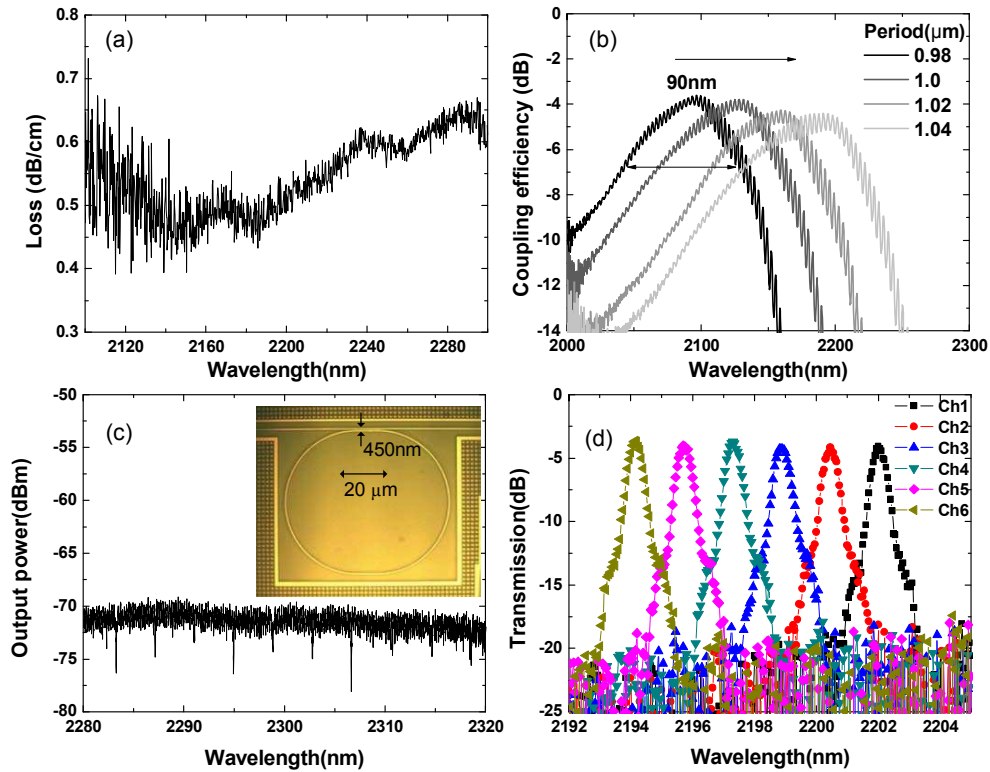 (a)
Loss (dB/cm)
0.8
0.7
0.6
0.5
0.4
0.3
2120 2160 2200 2240 2280
Wavelength(nm)
(b)
Coupling efficiency (dB)
0
-2
-4
-6
-8
-10
-12
-14
2000 2100 2200 2300
Wavelength(nm)
90nm
Period(μm)
0.98
1.0
1.02
1.04
(c)
Output power(dBm)
-50
-55
-60
-65
-70
-75
-80
2280 2290 2300 2310 2320
Wavelength(nm)
450nm
20 μm
(d)
Transmission(dB)
0
-5
-10
-15
-20
-25
2192 2194 2196 2198 2200 2202 2204
Wavelength(nm)
Ch1
Ch2
Ch3
Ch4
Ch5
Ch6